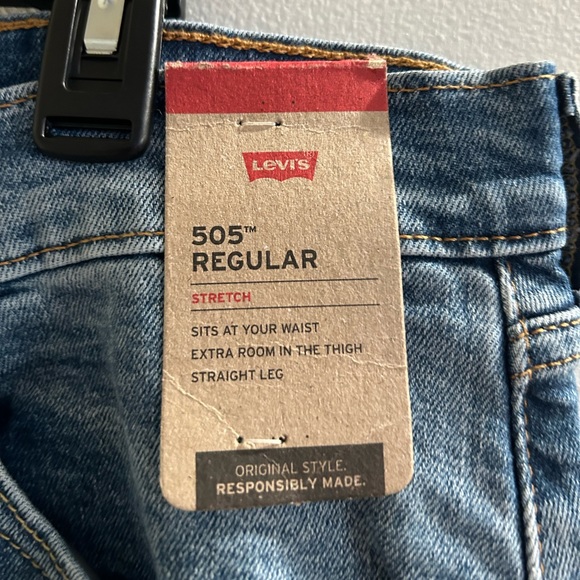 Levi's
505™
REGULAR
STRETCH
SITS AT YOUR WAIST
EXTRA ROOM IN THE THIGH
STRAIGHT LEG
ORIGINAL STYLE.
RESPONSIBLY MADE.